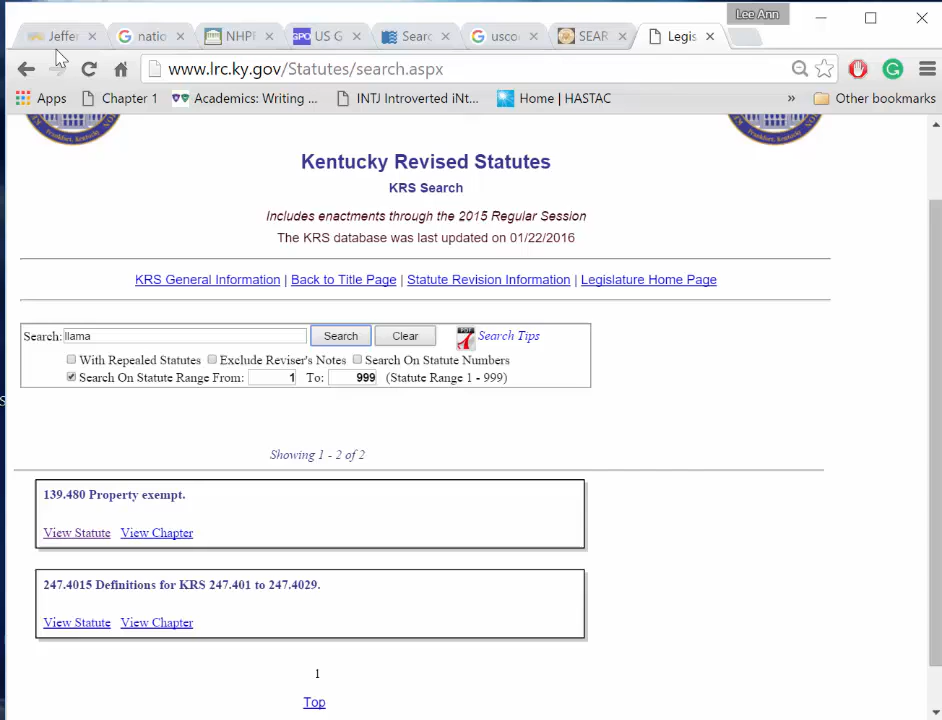 Lee Ann
Jeffer natio NHPF GPO US G Searc usco SEAR Legis
www.lrc.ky.gov/Statutes/search.aspx
Apps Chapter 1 Academics: Writing ... INTJ Introverted iNt... Home | HASTAC » Other bookmarks
Kentucky Revised Statutes
KRS Search
Includes enactments through the 2015 Regular Session
The KRS database was last updated on 01/22/2016
KRS General Information | Back to Title Page | Statute Revision Information | Legislature Home Page
Search: llama Search Clear PDF Search Tips
With Repealed Statutes Exclude Reviser's Notes Search On Statute Numbers
Search On Statute Range From: 1 To: 999 (Statute Range 1 - 999)
Showing 1 - 2 of 2
139.480 Property exempt.
View Statute View Chapter
247.4015 Definitions for KRS 247.401 to 247.4029.
View Statute View Chapter
1
Top